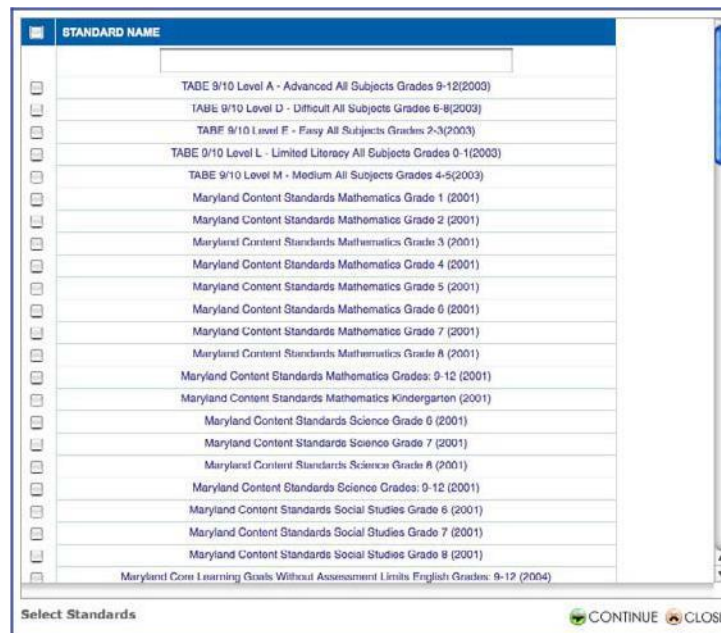 STANDARD NAME
TABE 9/10 Level A - Advanced All Subjects Grades 9-12(2003)
TABE 9/10 Level D - Difficult All Subjects Grades 6-8(2003)
TABE 9/10 Level E - Easy All Subjects Grades 2-3(2003)
TABE 9/10 Level L - Limited Literacy All Subjects Grades 0-1(2003)
TABE 9/10 Level M - Medium All Subjects Grades 4-5(2003)
Maryland Content Standards Mathematics Grade 1 (2001)
Maryland Content Standards Mathematics Grade 2 (2001)
Maryland Content Standards Mathematics Grade 3 (2001)
Maryland Content Standards Mathematics Grade 4 (2001)
Maryland Content Standards Mathematics Grade 5 (2001)
Maryland Content Standards Mathematics Grade 6 (2001)
Maryland Content Standards Mathematics Grade 7 (2001)
Maryland Content Standards Mathematics Grade 8 (2001)
Maryland Content Standards Mathematics Grades: 9-12 (2001)
Maryland Content Standards Mathematics Kindergarten (2001)
Maryland Content Standards Science Grade 6 (2001)
Maryland Content Standards Science Grade 7 (2001)
Maryland Content Standards Science Grade 8 (2001)
Maryland Content Standards Science Grades: 9-12 (2001)
Maryland Content Standards Social Studies Grade 6 (2001)
Maryland Content Standards Social Studies Grade 7 (2001)
Maryland Content Standards Social Studies Grade 8 (2001)
Maryland Core Learning Goals Without Assessment Limits English Grades: 9-12 (2004)
Select Standards CONTINUE CLOS